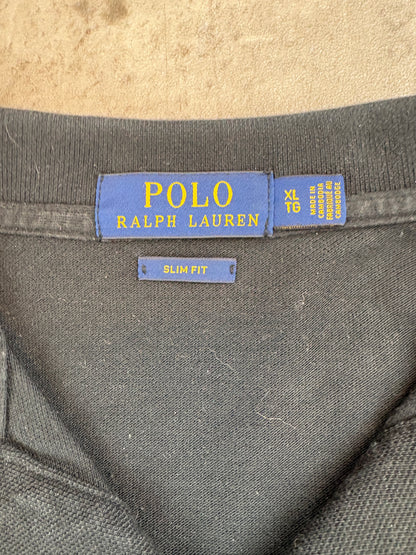 POLO
RALPH LAUREN
XL
TG
MADE IN
CAMBODIA
FABRIQUÉ AU
CAMBODGE
SLIM FIT